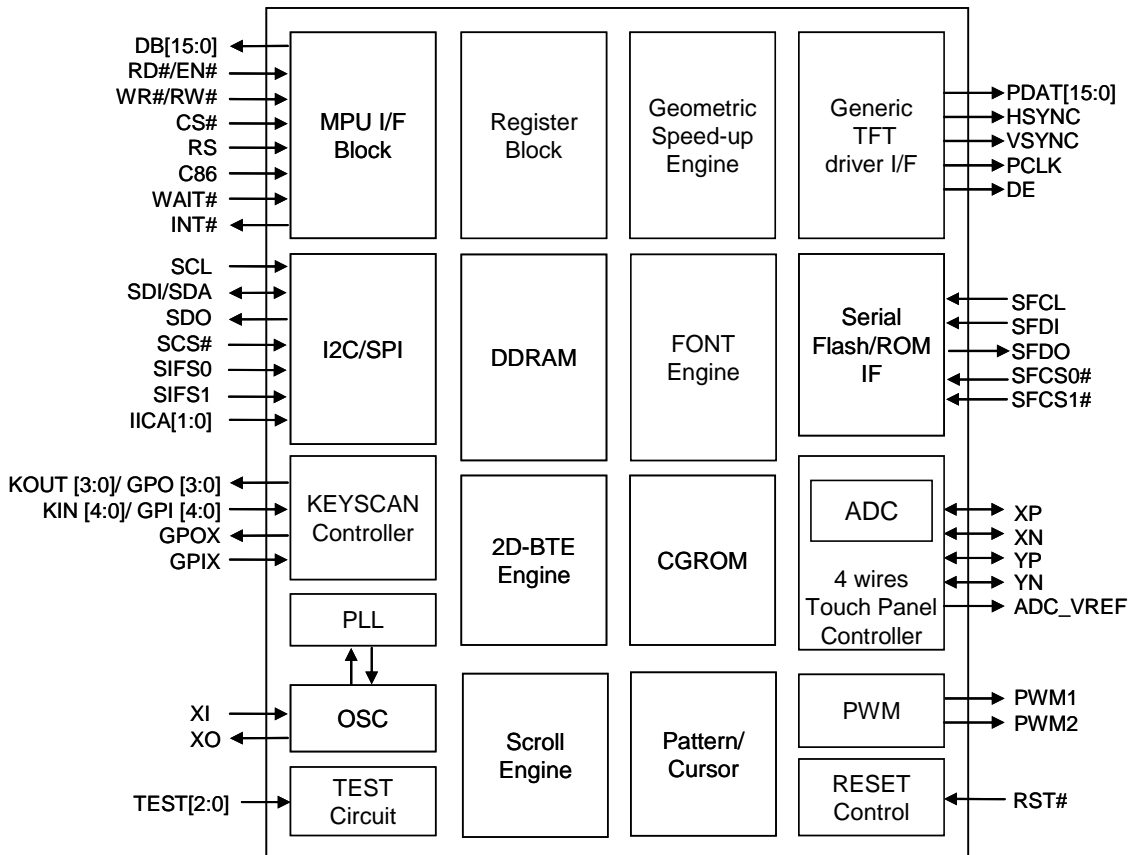 DB[15:0]
RD#/EN#
WR#/RW#
CS#
RS
C86
WAIT#
INT#
MPU I/F
Block
Register
Block
Geometric
Speed-up
Engine
Generic
TFT
driver I/F
PDAT[15:0]
HSYNC
VSYNC
PCLK
DE
SCL
SDI/SDA
SDO
SCS#
SIFS0
SIFS1
IICA[1:0]
I2C/SPI
DDRAM
FONT
Engine
Serial
Flash/ROM
IF
SFCL
SFDI
SFDO
SFCS0#
SFCS1#
KOUT [3:0]/ GPO [3:0]
KIN [4:0]/ GPI [4:0]
GPOX
GPIX
KEYSCAN
Controller
2D-BTE
Engine
CGROM
ADC
4 wires
Touch Panel
Controller
XP
XN
YP
YN
ADC_VREF
PLL
XI
XO
OSC
Scroll
Engine
Pattern/
Cursor
PWM
PWM1
PWM2
TEST[2:0]
TEST
Circuit
RESET
Control
RST#